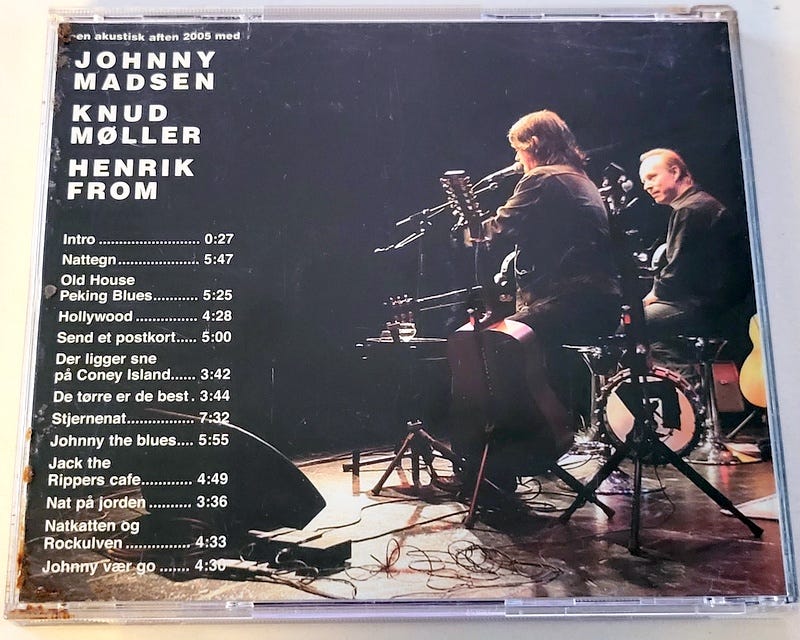 en akustisk aften 2005 med
JOHNNY
MADSEN
KNUD
MØLLER
HENRIK
FROM
Intro ......................... 0:27
Nattegn.................... 5:47
Old House
Peking Blues........... 5:25
Hollywood .............. 4:28
Send et postkort..... 5:00
Der ligger sne
på Coney Island...... 3:42
De tørre er de best . 3:44
Stjernenat................. 7:32
Johnny the blues.... 5:55
Jack the
Rippers cafe............ 4:49
Nat på jorden .......... 3:36
Natkatten og
Rockulven ................ 4:33
Johnny vær go ....... 4:30